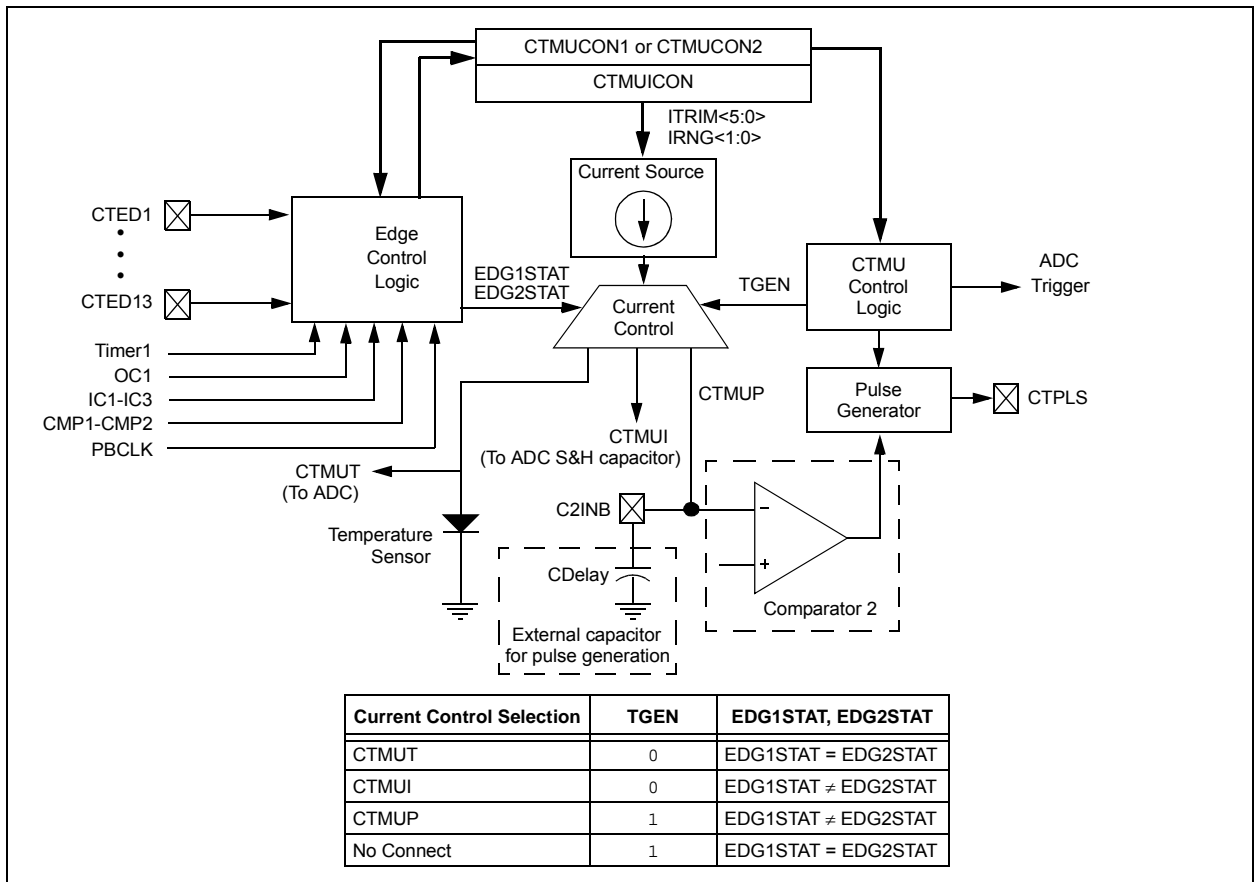 CTMUCON1 or CTMUCON2
CTMUICON
ITRIM<5:0>
IRNG<1:0>
Current Source
CTED1
CTED13
Edge
Control
Logic
EDG1STAT
EDG2STAT
Current
Control
TGEN
CTMU
Control
Logic
ADC
Trigger
Timer1
OC1
IC1-IC3
CMP1-CMP2
PBCLK
CTMUT
(To ADC)
CTMUI
(To ADC S&H capacitor)
CTMUP
Pulse
Generator
CTPLS
C2INB
Temperature
Sensor
CDelay
External capacitor
for pulse generation
−
+
Comparator 2
Current Control Selection TGEN EDG1STAT, EDG2STAT
CTMUT 0 EDG1STAT = EDG2STAT
CTMUI 0 EDG1STAT ≠ EDG2STAT
CTMUP 1 EDG1STAT ≠ EDG2STAT
No Connect 1 EDG1STAT = EDG2STAT